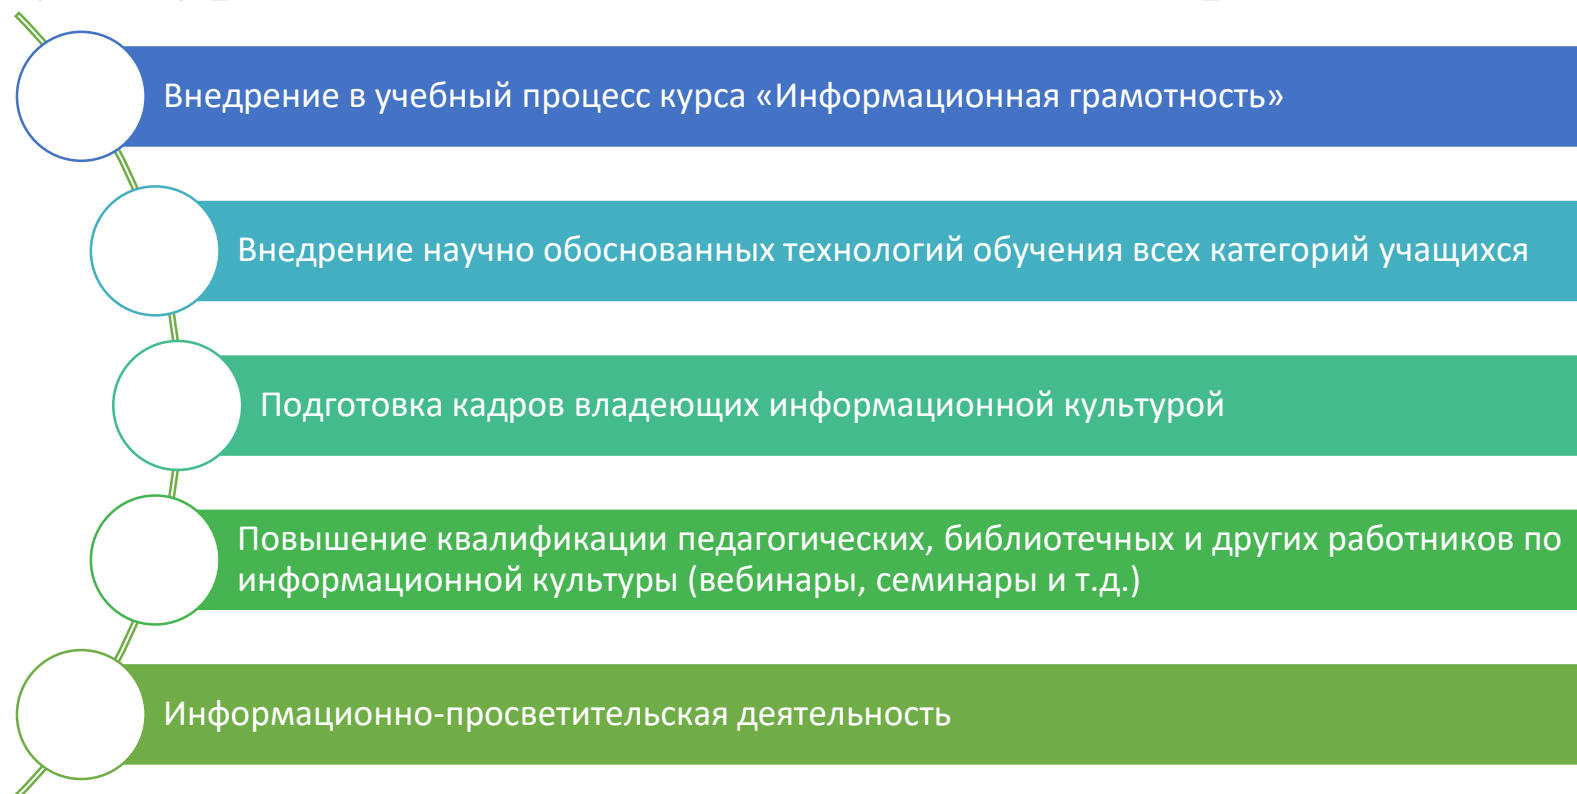 Внедрение в учебный процесс курса «Информационная грамотность»
Внедрение научно обоснованных технологий обучения всех категорий учащихся
Подготовка кадров владеющих информационной культурой
Повышение квалификации педагогических, библиотечных и других работников по
информационной культуры (вебинары, семинары и т.д.)
Информационно-просветительская деятельность